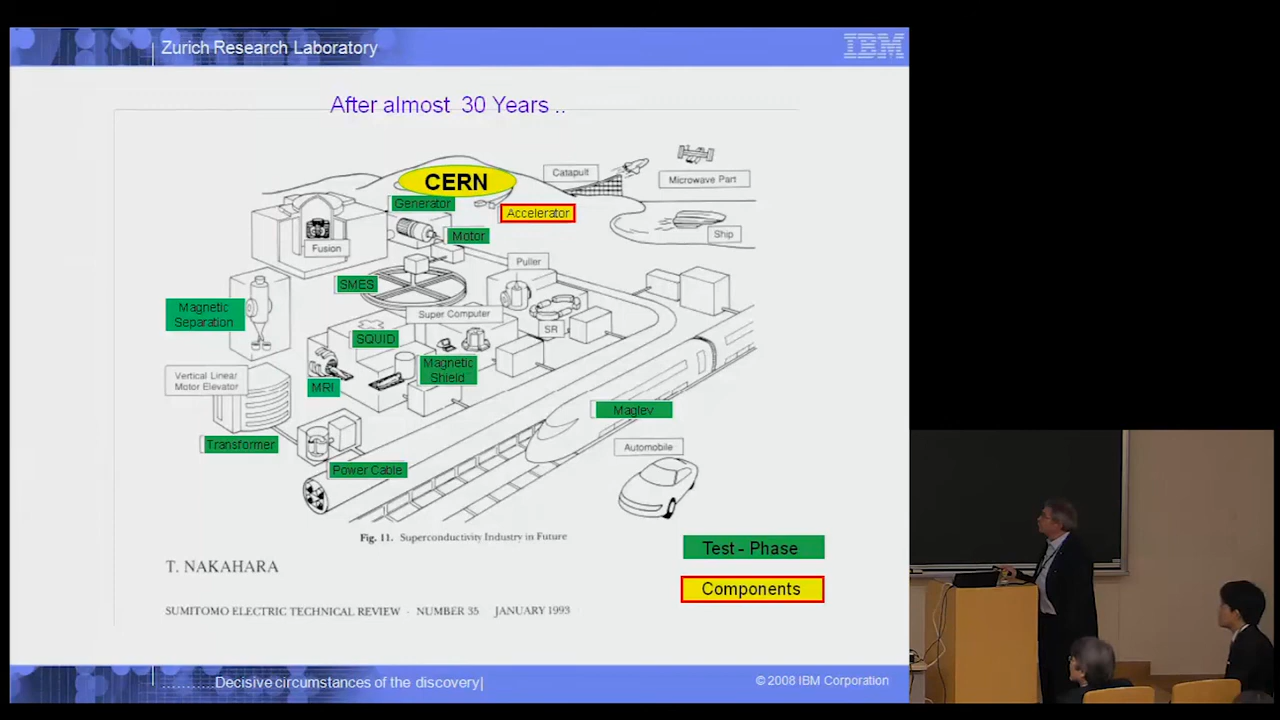 Zurich Research Laboratory
IBM
After almost 30 Years ..
CERN
Catapult
Microwave Part
Generator
Accelerator
Motor
Ship
Fusion
Puller
SMES
Magnetic
Separation
Super Computer
SR
SQUID
Magnetic
Shield
Vertical Linear
Motor Elevator
MRI
Maglev
Transformer
Automobile
Power Cable
Fig. 11. Superconductivity Industry in Future
Test - Phase
T. NAKAHARA
Components
SUMITOMO ELECTRIC TECHNICAL REVIEW · NUMBER 35 JANUARY 1993
..........Decisive circumstances of the discovery|
© 2008 IBM Corporation